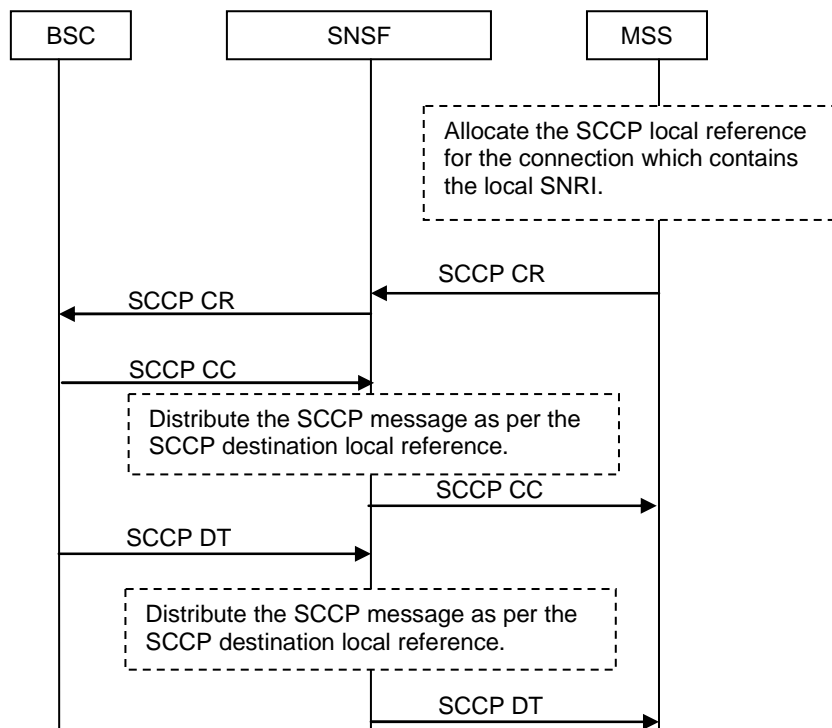 BSC
SNSF
MSS
Allocate the SCCP local reference
for the connection which contains
the local SNRI.
SCCP CR
SCCP CR
SCCP CC
Distribute the SCCP message as per the
SCCP destination local reference.
SCCP CC
SCCP DT
Distribute the SCCP message as per the
SCCP destination local reference.
SCCP DT